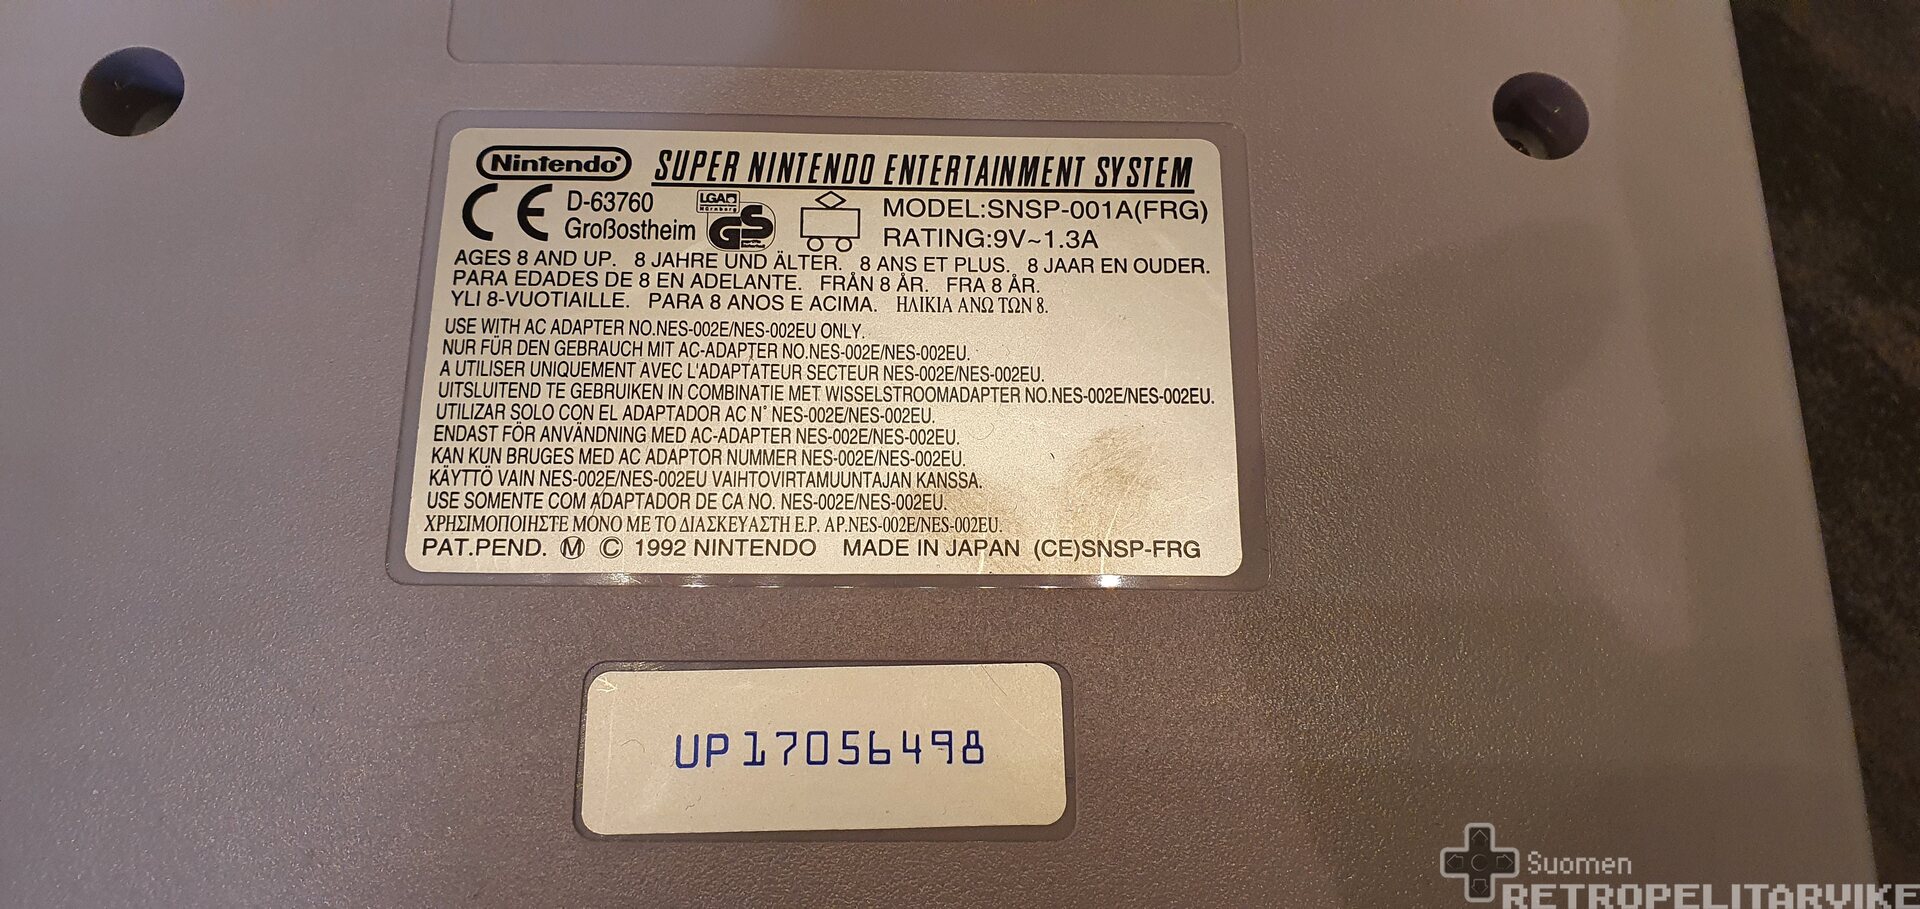 Nintendo® SUPER NINTENDO ENTERTAINMENT SYSTEM
CE D-63760 LGA Nürnberg MODEL:SNSP-001A(FRG)
Großostheim GS RATING:9V~1.3A
AGES 8 AND UP. 8 JAHRE UND ÄLTER. 8 ANS ET PLUS. 8 JAAR EN OUDER.
PARA EDADES DE 8 EN ADELANTE. FRÅN 8 ÅR. FRA 8 ÅR.
YLI 8-VUOTIAILLE. PARA 8 ANOS E ACIMA. ΗΛΙΚΙΑ ΑΝΩ ΤΩΝ 8.
USE WITH AC ADAPTER NO.NES-002E/NES-002EU ONLY.
NUR FÜR DEN GEBRAUCH MIT AC-ADAPTER NO.NES-002E/NES-002EU.
A UTILISER UNIQUEMENT AVEC L'ADAPTATEUR SECTEUR NES-002E/NES-002EU.
UITSLUITEND TE GEBRUIKEN IN COMBINATIE MET WISSELSTROOMADAPTER NO.NES-002E/NES-002EU.
UTILIZAR SOLO CON EL ADAPTADOR AC N° NES-002E/NES-002EU.
ENDAST FÖR ANVÄNDNING MED AC-ADAPTER NES-002E/NES-002EU.
KAN KUN BRUGES MED AC ADAPTOR NUMMER NES-002E/NES-002EU.
KÄYTTÖ VAIN NES-002E/NES-002EU VAIHTOVIRTAMUUNTAJAN KANSSA.
USE SOMENTE COM ADAPTADOR DE CA NO. NES-002E/NES-002EU.
ΧΡΗΣΙΜΟΠΟΙΗΣΤΕ ΜΟΝΟ ΜΕ ΤΟ ΔΙΑΣΚΕΥΑΣΤΗ Ε.Ρ. ΑΡ.NES-002E/NES-002EU.
PAT.PEND. Ⓜ © 1992 NINTENDO MADE IN JAPAN (CE)SNSP-FRG
UP17056498
Suomen
RETROPELITARVIKE